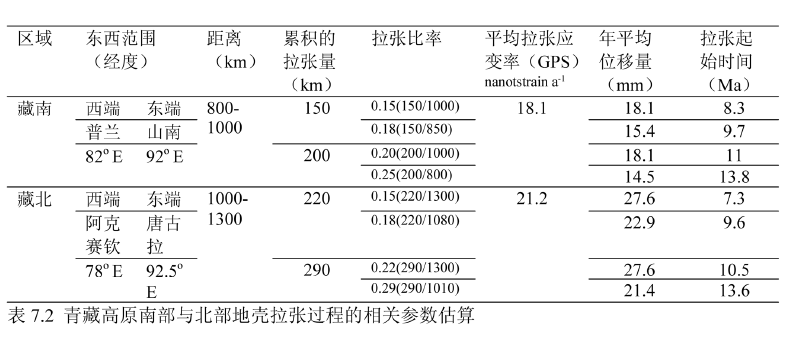 区域 东西范围 距离 累积的 拉张比率 平均拉张应 年平均 拉张起
（经度） （km） 拉张量 变率（GPS） 位移量 始时间
（km） nanotstrain a-1 (mm) (Ma)
藏南 西端 东端 800- 150 0.15(150/1000) 18.1 18.1 8.3
普兰 山南 1000 0.18(150/850) 15.4 9.7
82º E 92º E 200 0.20(200/1000) 18.1 11
0.25(200/800) 14.5 13.8
藏北 西端 东端 1000- 220 0.15(220/1300) 21.2 27.6 7.3
阿克 唐古 1300 0.18(220/1080) 22.9 9.6
赛钦 拉
78º E 92.5º 290 0.22(290/1300) 27.6 10.5
E 0.29(290/1010) 21.4 13.6
表 7.2 青藏高原南部与北部地壳拉张过程的相关参数估算